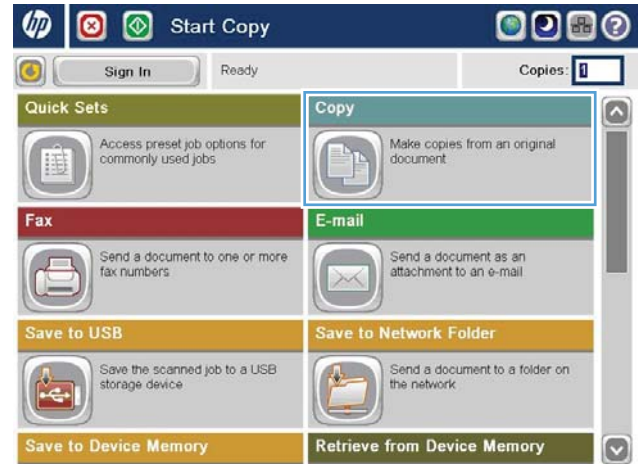 hp Start Copy
Sign In Ready Copies: 1
Quick Sets
Access preset job options for
commonly used jobs
Copy
Make copies from an original
document
Fax
Send a document to one or more
fax numbers
E-mail
Send a document as an
attachment to an e-mail
Save to USB
Save the scanned job to a USB
storage device
Save to Network Folder
Send a document to a folder on
the network
Save to Device Memory
Retrieve from Device Memory